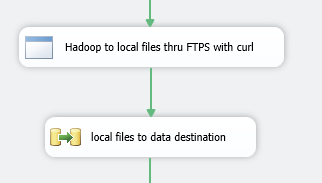 Hadoop to local files thru FTPS with curl
local files to data destination